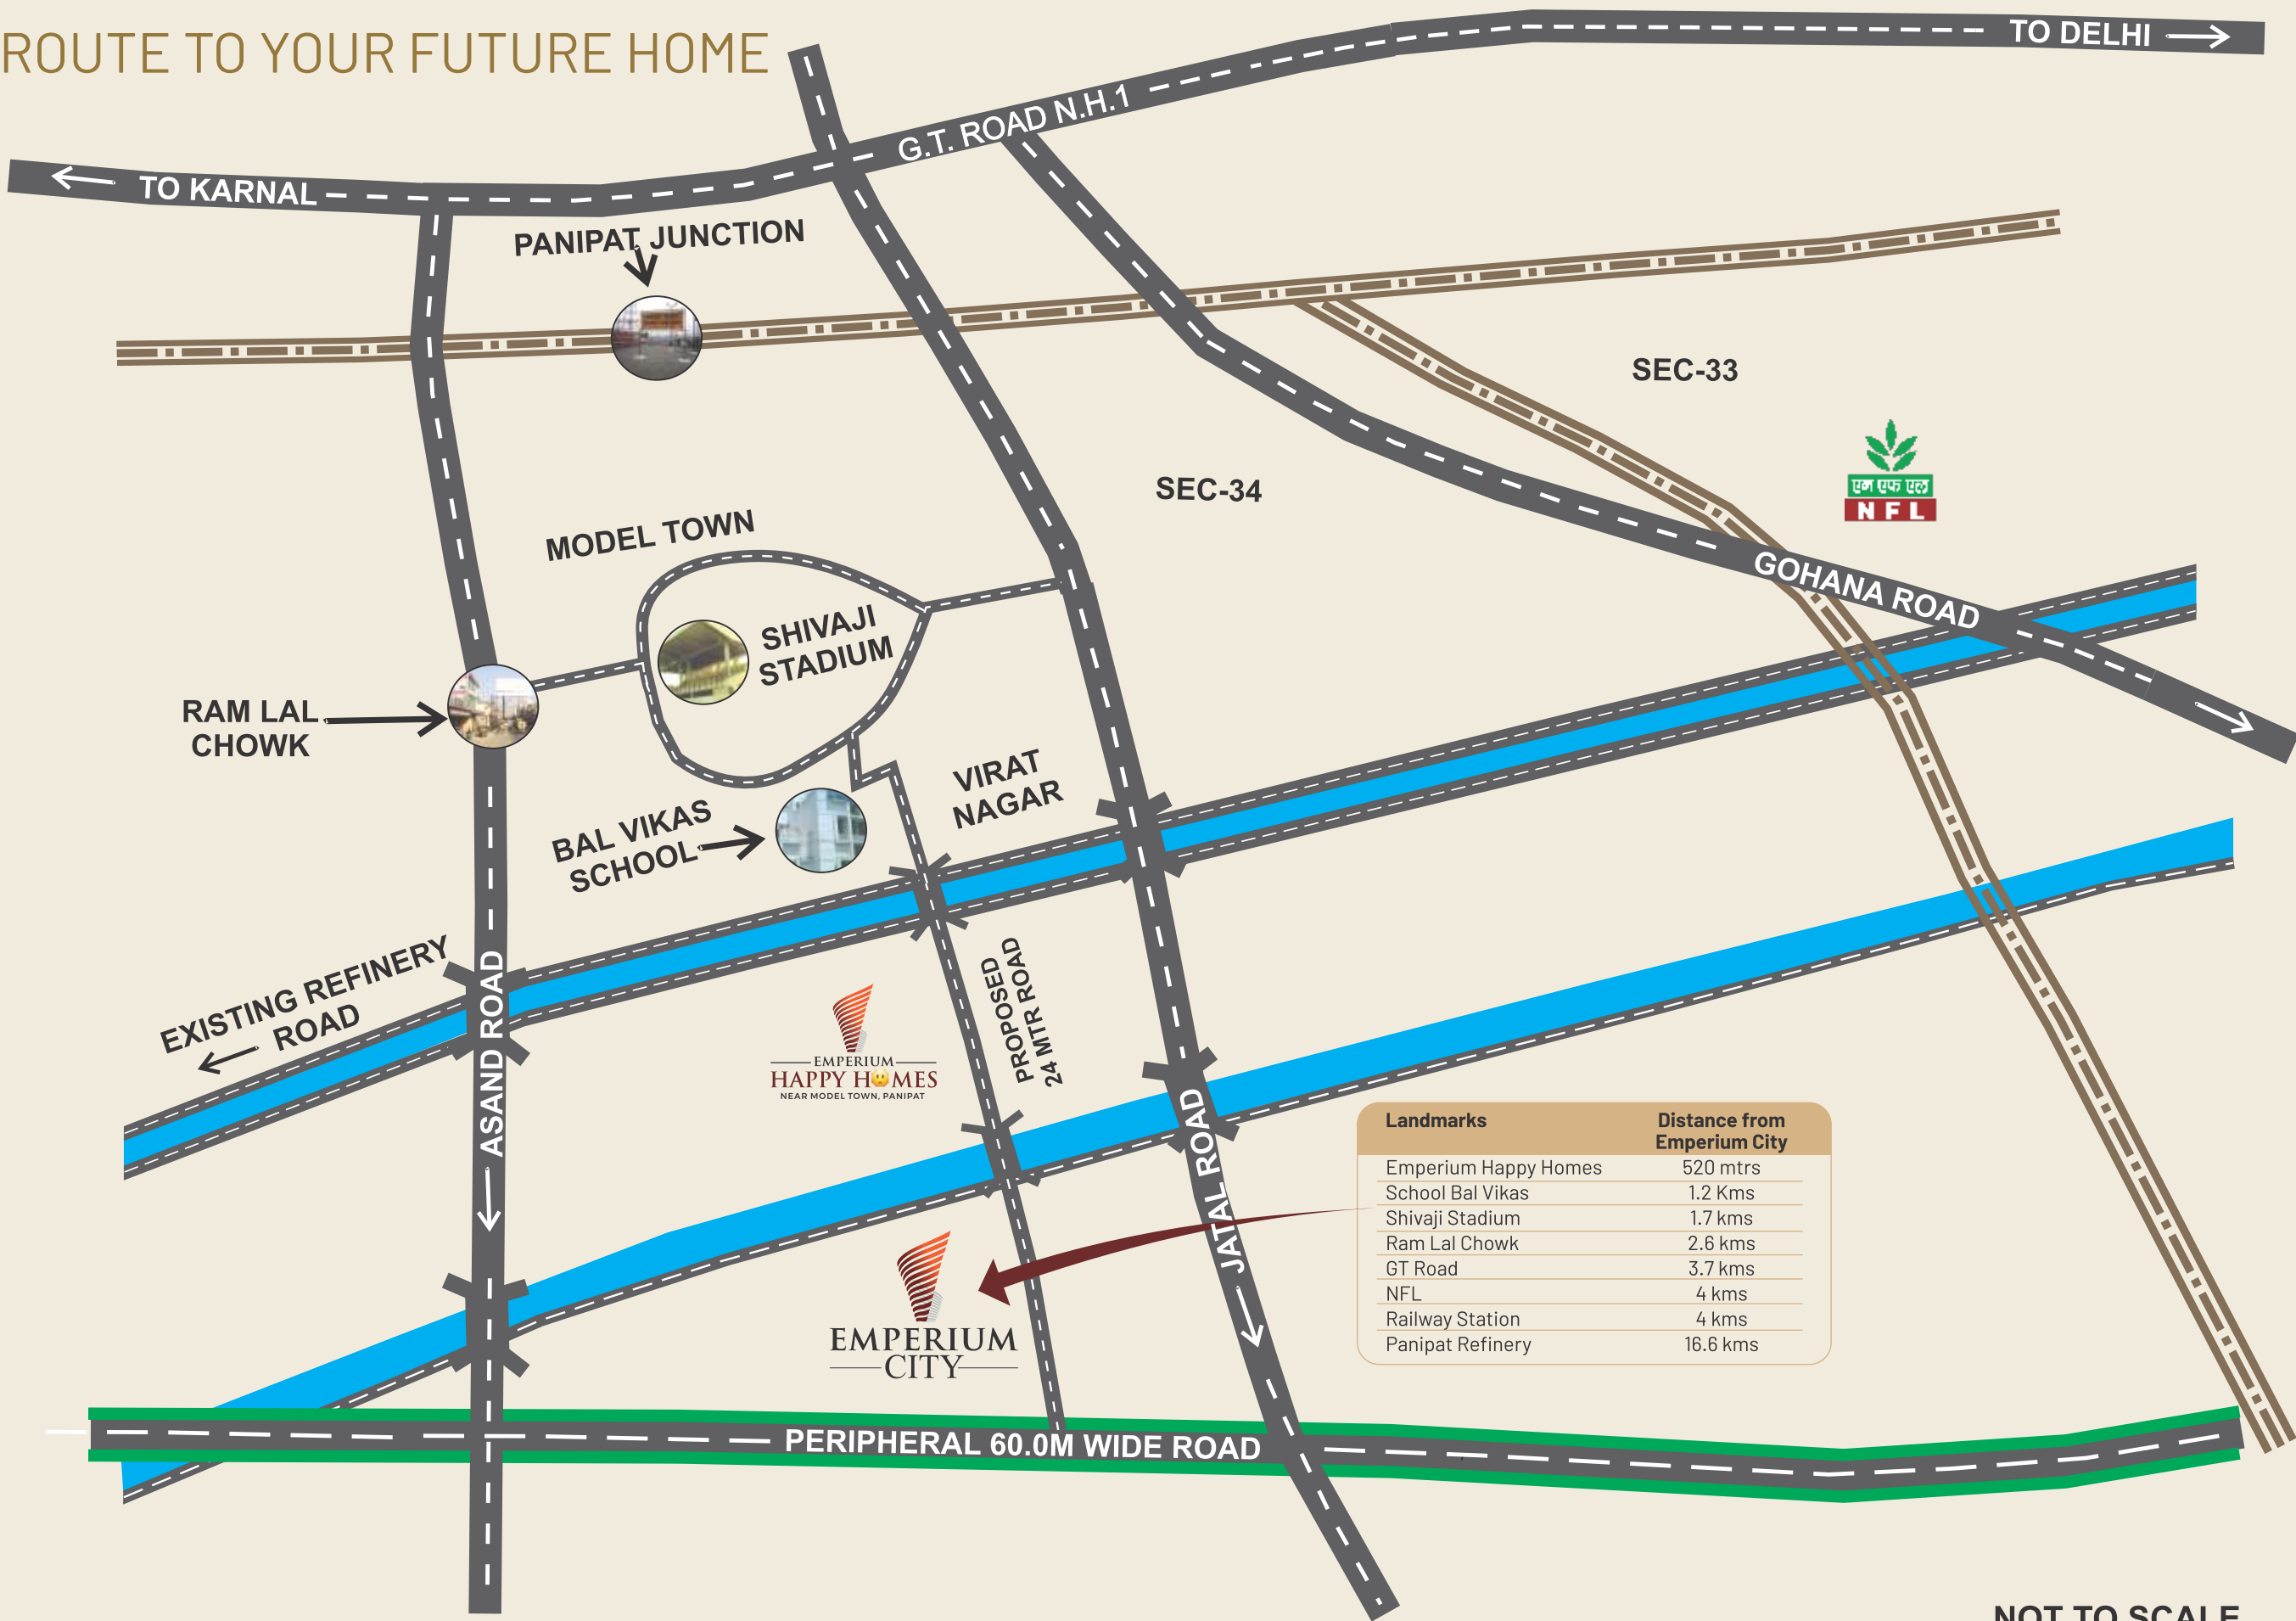 ROUTE TO YOUR FUTURE HOME
TO DELHI
G.T. ROAD N.H.1
TO KARNAL
PANIPAT JUNCTION
SEC-33
SEC-34
एन एफ एल
NFL
MODEL TOWN
SHIVAJI
STADIUM
GOHANA ROAD
RAM LAL
CHOWK
VIRAT
NAGAR
BAL VIKAS
SCHOOL
EXISTING REFINERY
ROAD
ASAND ROAD
PROPOSED
24 MTR ROAD
EMPERIUM
HAPPY HOMES
NEAR MODEL TOWN, PANIPAT
JATAL ROAD
Landmarks Distance from
Emperium City
Emperium Happy Homes 520 mtrs
School Bal Vikas 1.2 Kms
Shivaji Stadium 1.7 kms
Ram Lal Chowk 2.6 kms
GT Road 3.7 kms
NFL 4 kms
Railway Station 4 kms
Panipat Refinery 16.6 kms
EMPERIUM
CITY
PERIPHERAL 60.0M WIDE ROAD
NOT TO SCALE